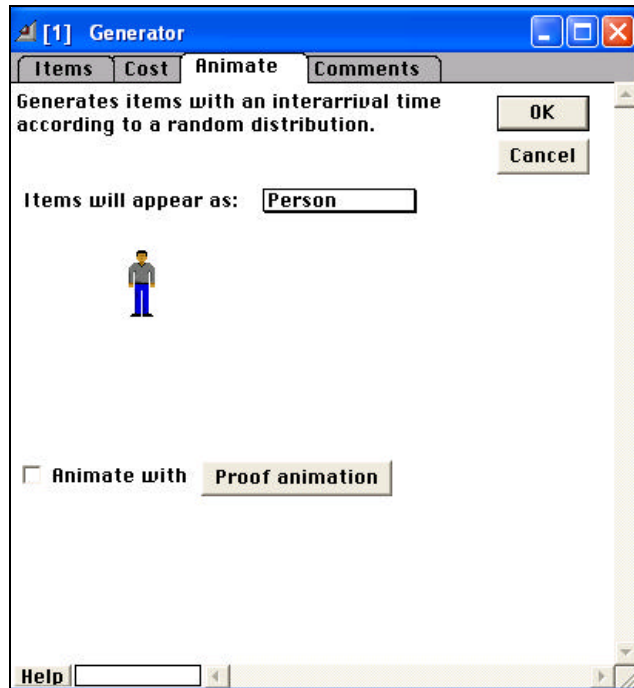 [1] Generator
Items Cost Animate Comments
Generates items with an interarrival time
according to a random distribution.
OK
Cancel
Items will appear as: Person
Animate with Proof animation
Help